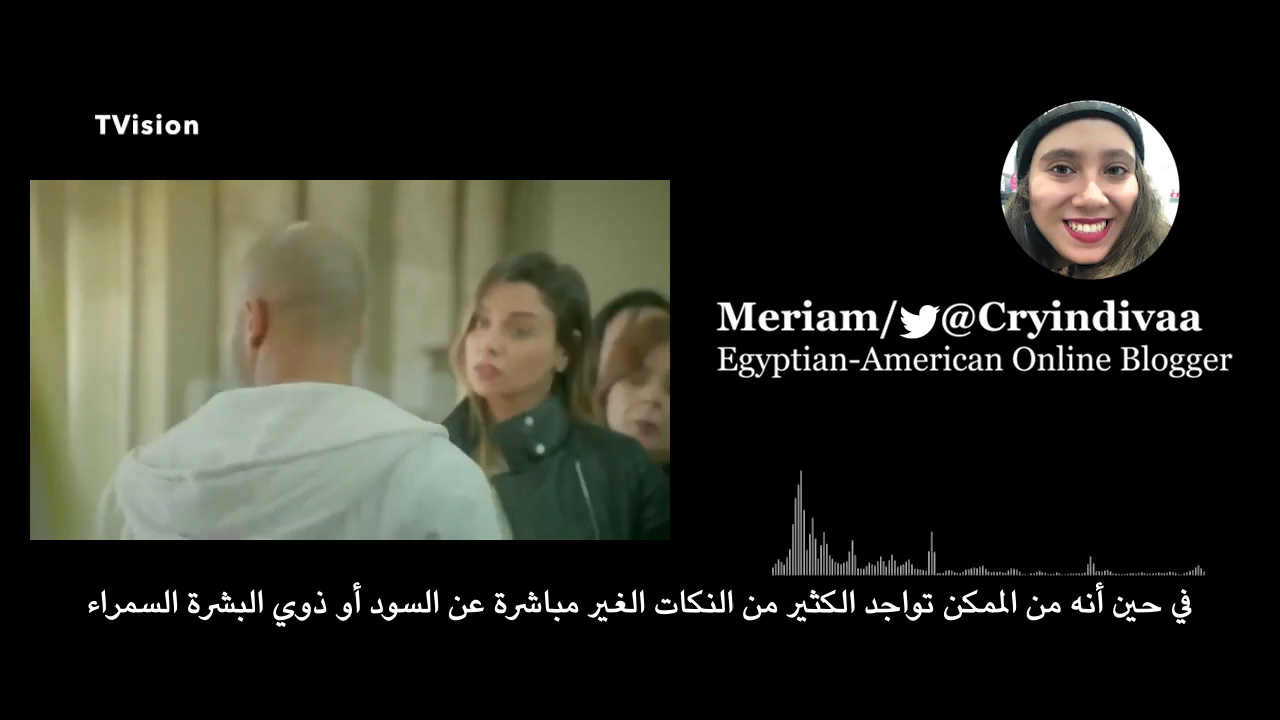 TVision
Meriam/@Cryindivaa
Egyptian-American Online Blogger
في حين أنه من الممكن تواجد الكثير من النكات الغير مباشرة عن السود أو ذوي البشرة السمراء